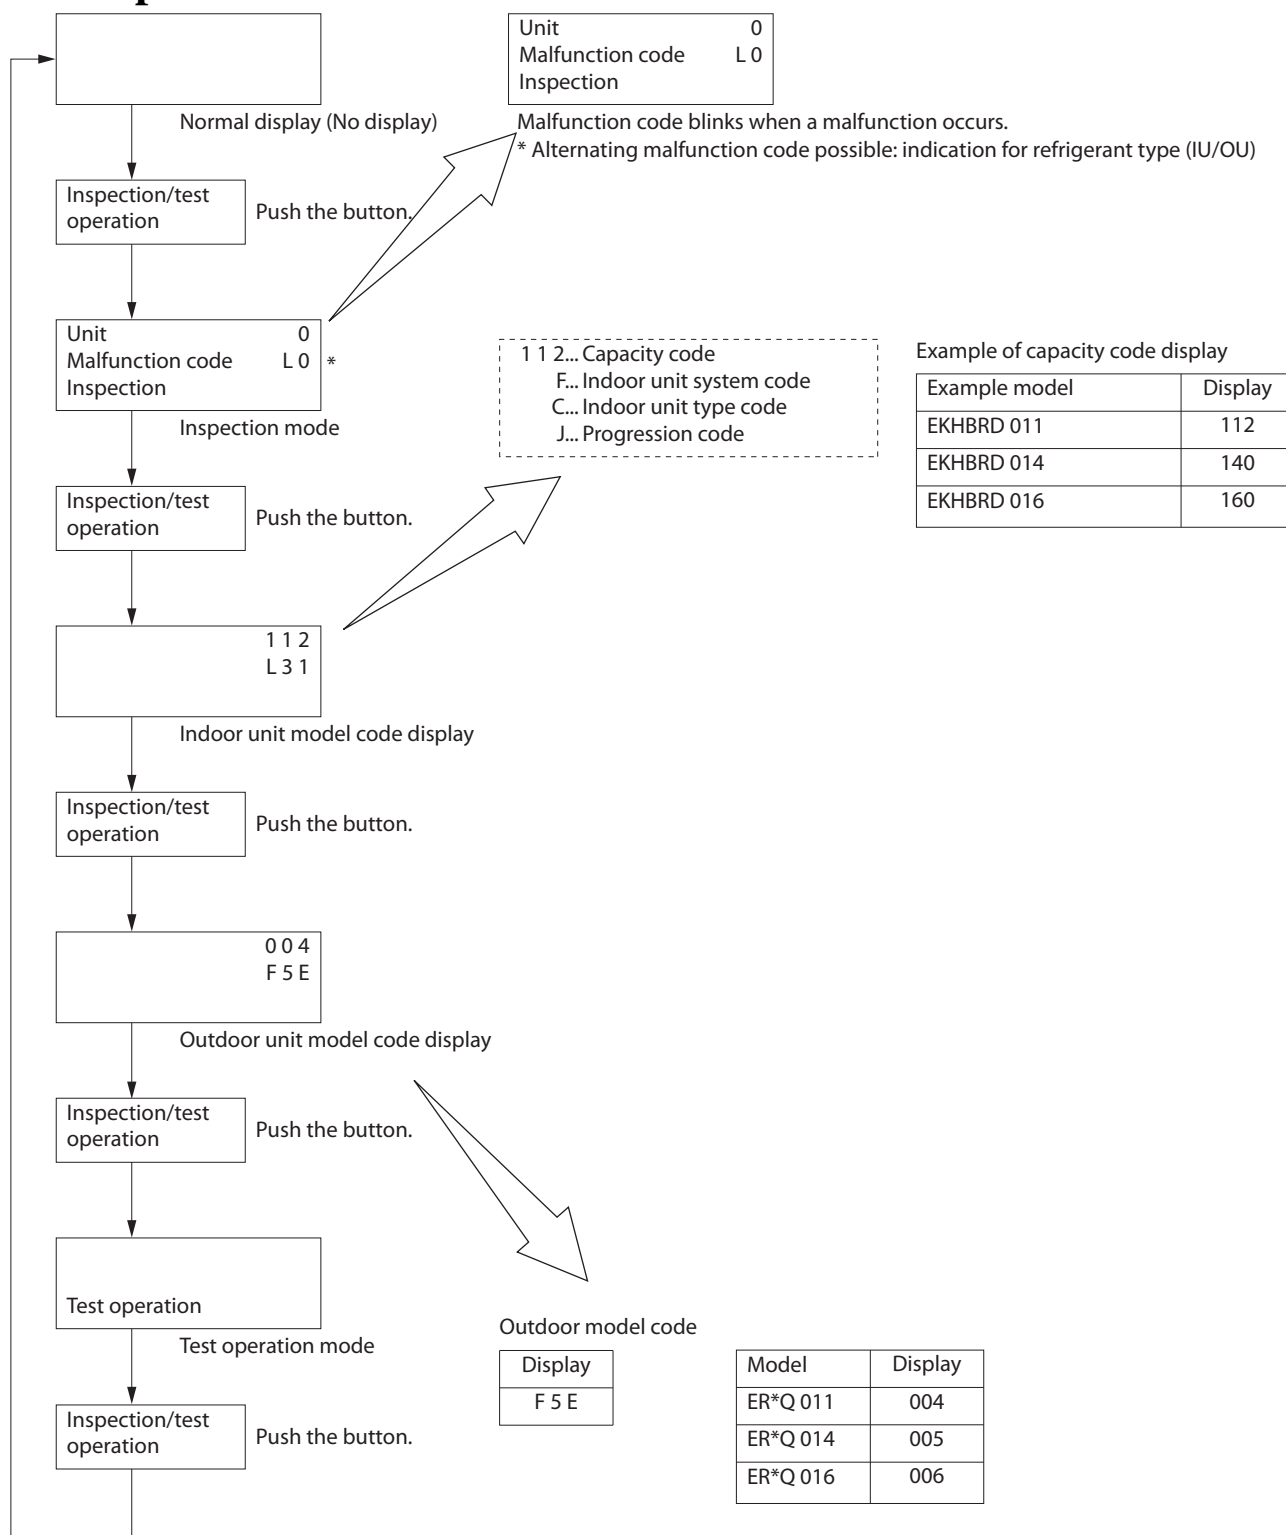 Normal display (No display)
Unit 0
Malfunction code L 0
Inspection
Malfunction code blinks when a malfunction occurs.
* Alternating malfunction code possible: indication for refrigerant type (IU/OU)
Inspection/test
operation
Push the button.
Unit 0
Malfunction code L 0 *
Inspection
Inspection mode
1 1 2... Capacity code
F... Indoor unit system code
C... Indoor unit type code
J... Progression code
Example of capacity code display
Example model Display
EKHBRD 011 112
EKHBRD 014 140
EKHBRD 016 160
Inspection/test
operation
Push the button.
1 1 2
L 3 1
Indoor unit model code display
Inspection/test
operation
Push the button.
0 0 4
F 5 E
Outdoor unit model code display
Inspection/test
operation
Push the button.
Test operation
Test operation mode
Outdoor model code
Display
F 5 E
Model Display
ER*Q 011 004
ER*Q 014 005
ER*Q 016 006
Inspection/test
operation
Push the button.